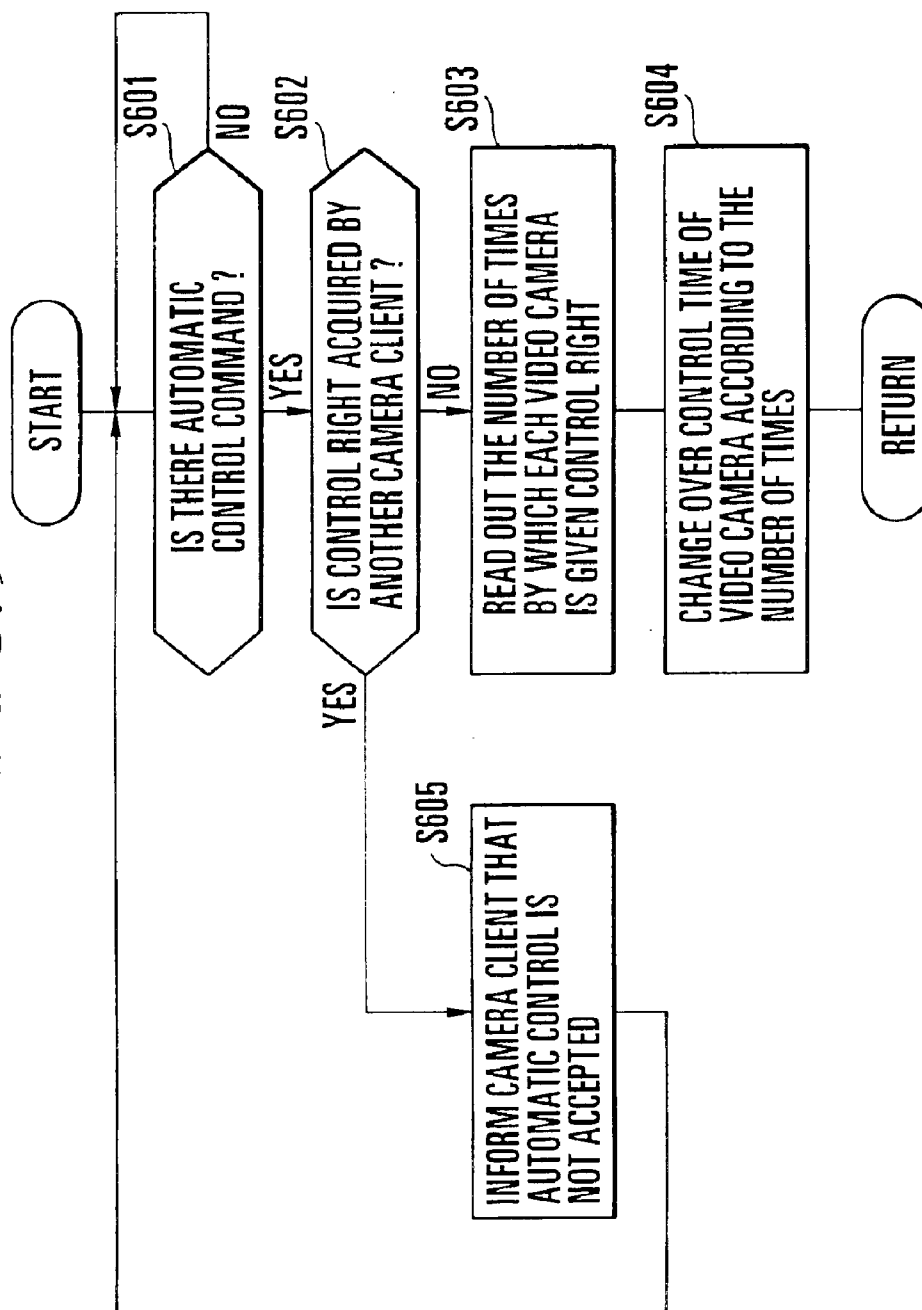 START
S601
IS THERE AUTOMATIC
CONTROL COMMAND ?
NO
YES
S602
IS CONTROL RIGHT ACQUIRED BY
ANOTHER CAMERA CLIENT ?
YES
NO
S603
READ OUT THE NUMBER OF TIMES
BY WHICH EACH VIDEO CAMERA
IS GIVEN CONTROL RIGHT
S604
CHANGE OVER CONTROL TIME OF
VIDEO CAMERA ACCORDING TO THE
NUMBER OF TIMES
RETURN
S605
INFORM CAMERA CLIENT THAT
AUTOMATIC CONTROL IS
NOT ACCEPTED